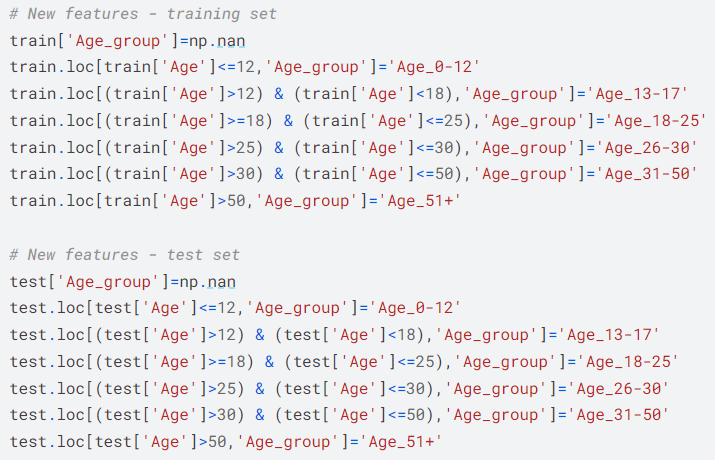 # New features - training set
train['Age_group']=np.nan
train.loc[train['Age']<=12,'Age_group']='Age_0-12'
train.loc[(train['Age']>12) & (train['Age']<18),'Age_group']='Age_13-17'
train.loc[(train['Age']>=18) & (train['Age']<=25),'Age_group']='Age_18-25'
train.loc[(train['Age']>25) & (train['Age']<=30),'Age_group']='Age_26-30'
train.loc[(train['Age']>30) & (train['Age']<=50),'Age_group']='Age_31-50'
train.loc[train['Age']>50,'Age_group']='Age_51+'
# New features - test set
test['Age_group']=np.nan
test.loc[test['Age']<=12,'Age_group']='Age_0-12'
test.loc[(test['Age']>12) & (test['Age']<18),'Age_group']='Age_13-17'
test.loc[(test['Age']>=18) & (test['Age']<=25),'Age_group']='Age_18-25'
test.loc[(test['Age']>25) & (test['Age']<=30),'Age_group']='Age_26-30'
test.loc[(test['Age']>30) & (test['Age']<=50),'Age_group']='Age_31-50'
test.loc[test['Age']>50,'Age_group']='Age_51+'